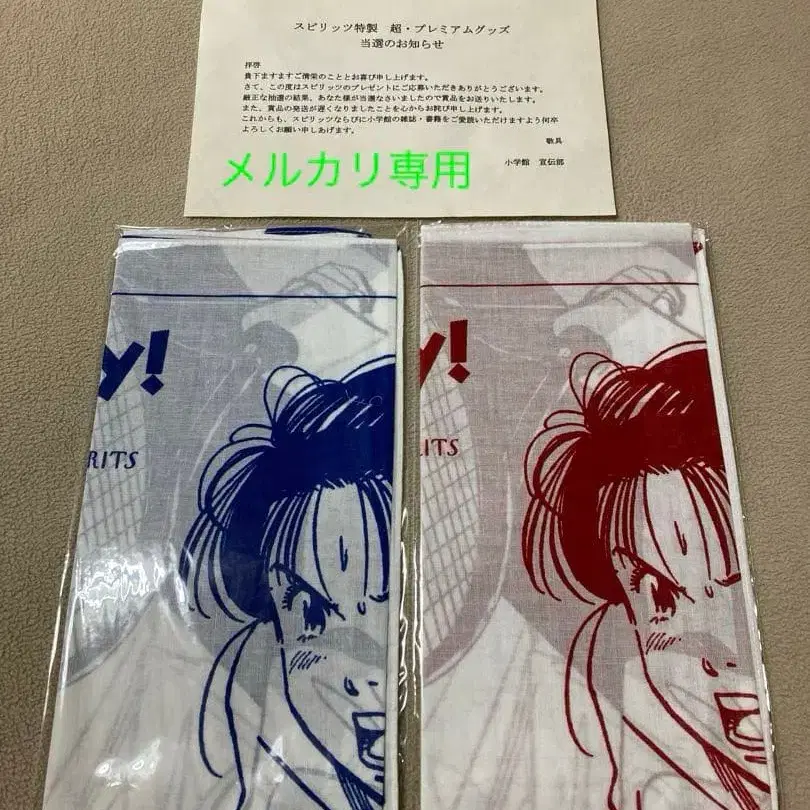 スピリッツ特製 超・プレミアムグッズ
当選のお知らせ
拝啓
貴下ますますご清栄のこととお喜び申し上げます。
さて、この度はスピリッツのプレゼントにご応募いただきありがとうございます。
厳正な抽選の結果、あなた様が当選なさいましたので賞品をお送りいたします。
また、賞品の発送が遅くなりましたことを心からお詫び申し上げます。
これからも、スピリッツならびに小学館の雑誌・書籍をご愛読いただけますよう何卒
よろしくお願い申しあげます。
敬具
小学館 宣伝部
メルカリ専用
y!
RITS
y!
ITS